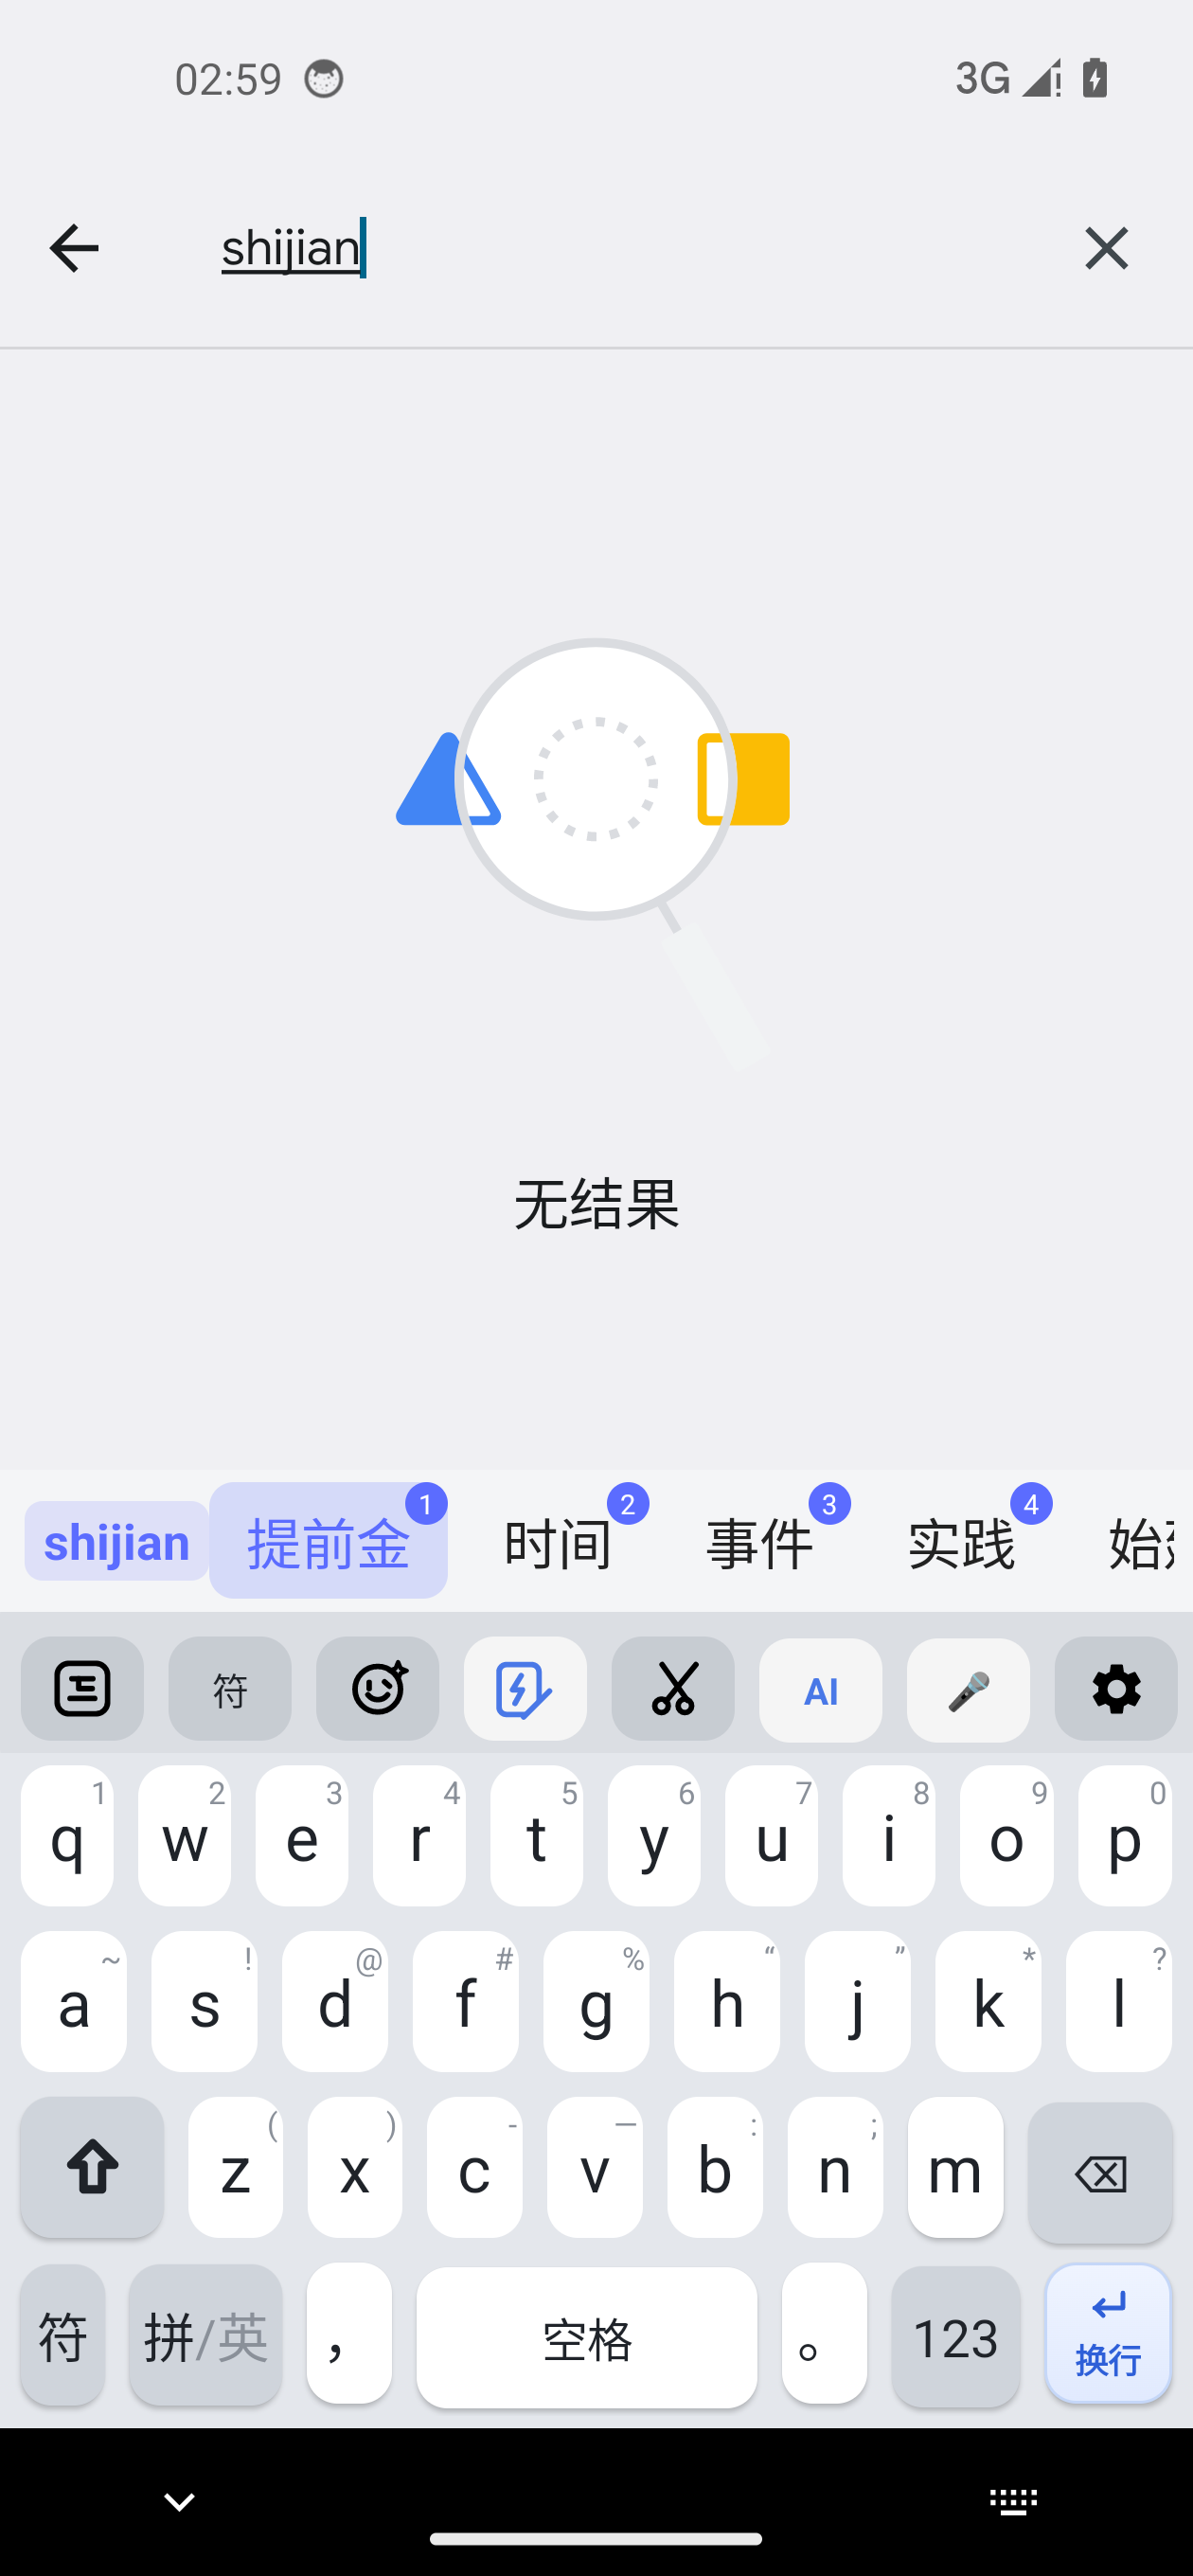 02:59 3G
shijian
无结果
shijian 提前金 1 时间 2 事件 3 实践 4 始
符 AI
q 1 w 2 e 3 r 4 t 5 y 6 u 7 i 8 o 9 p 0
a ~ s ! d @ f # g % h “ j ” k * l ?
z ( x ) c - v — b : n ; m
符 拼/英 ， 空格 。 123 换行